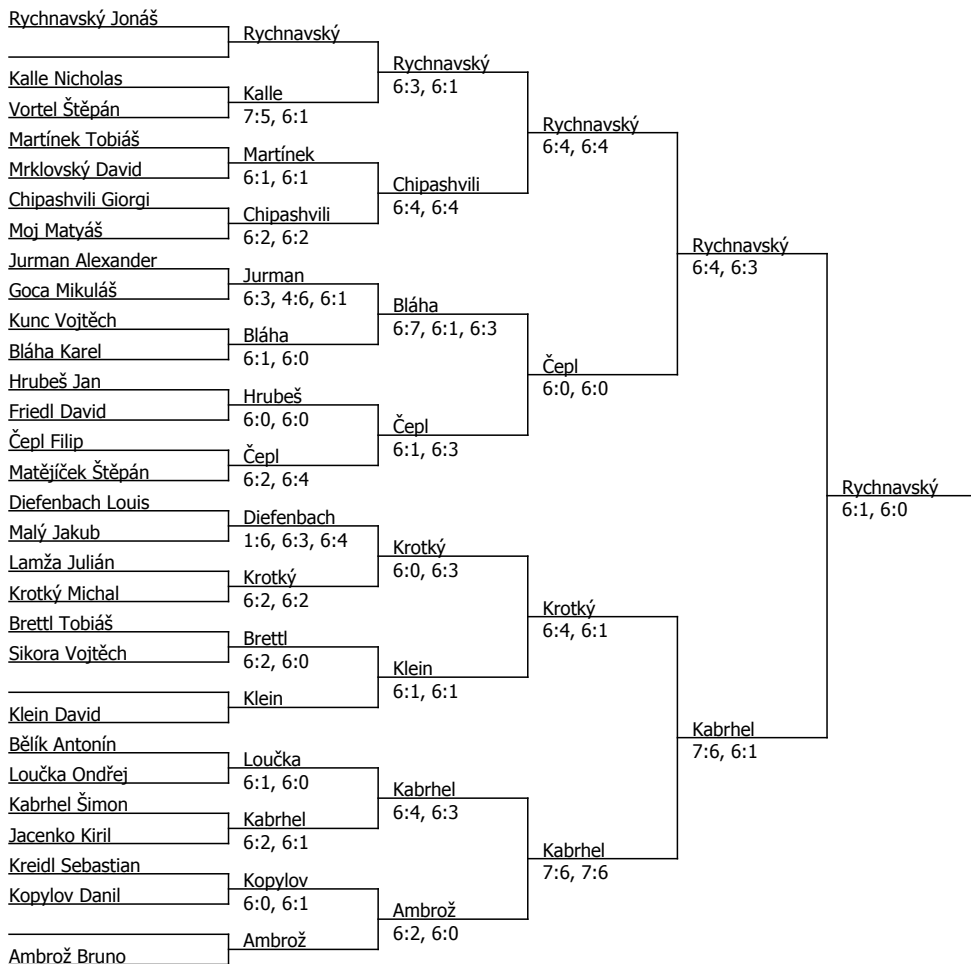 Rychnavský Jonáš
Kalle Nicholas
Vortel Štěpán
Martínek Tobiáš
Mrklovský David
Chipashvili Giorgi
Moj Matyáš
Jurman Alexander
Goca Mikuláš
Kunc Vojtěch
Bláha Karel
Hrubeš Jan
Friedl David
Čepl Filip
Matějíček Štěpán
Diefenbach Louis
Malý Jakub
Lamža Julián
Krotký Michal
Brettl Tobiáš
Sikora Vojtěch
Klein David
Bělík Antonín
Loučka Ondřej
Kabrhel Šimon
Jacenko Kiril
Kreidl Sebastian
Kopylov Danil
Ambrož Bruno
Rychnavský
Kalle
7:5, 6:1
Martínek
6:1, 6:1
Chipashvili
6:2, 6:2
Jurman
6:3, 4:6, 6:1
Bláha
6:1, 6:0
Hrubeš
6:0, 6:0
Čepl
6:2, 6:4
Diefenbach
1:6, 6:3, 6:4
Krotký
6:2, 6:2
Brettl
6:2, 6:0
Klein
Loučka
6:1, 6:0
Kabrhel
6:2, 6:1
Kopylov
6:0, 6:1
Ambrož
Rychnavský
6:3, 6:1
Chipashvili
6:4, 6:4
Bláha
6:7, 6:1, 6:3
Čepl
6:1, 6:3
Krotký
6:0, 6:3
Klein
6:1, 6:1
Kabrhel
6:4, 6:3
Ambrož
6:2, 6:0
Rychnavský
6:4, 6:4
Čepl
6:0, 6:0
Krotký
6:4, 6:1
Kabrhel
7:6, 7:6
Rychnavský
6:4, 6:3
Kabrhel
7:6, 6:1
Rychnavský
6:1, 6:0